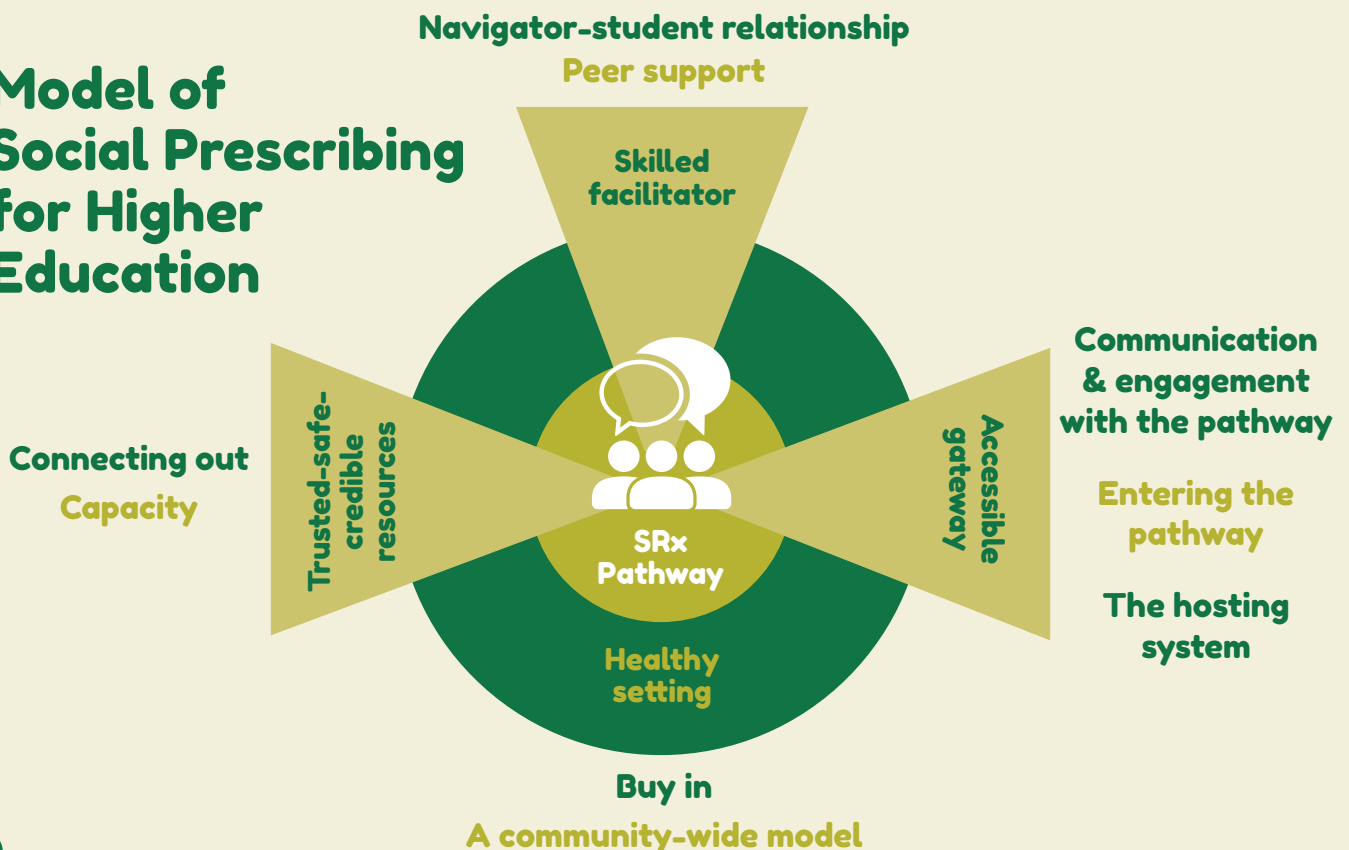 Navigator-student relationship
Peer support
Model of
Social Prescribing
for Higher
Education
Skilled
facilitator
Connecting out
Capacity
Trusted-safe-
credible
resources
SRx
Pathway
Healthy
setting
Accessible
gateway
Communication
& engagement
with the pathway
Entering the
pathway
The hosting
system
Buy in
A community-wide model